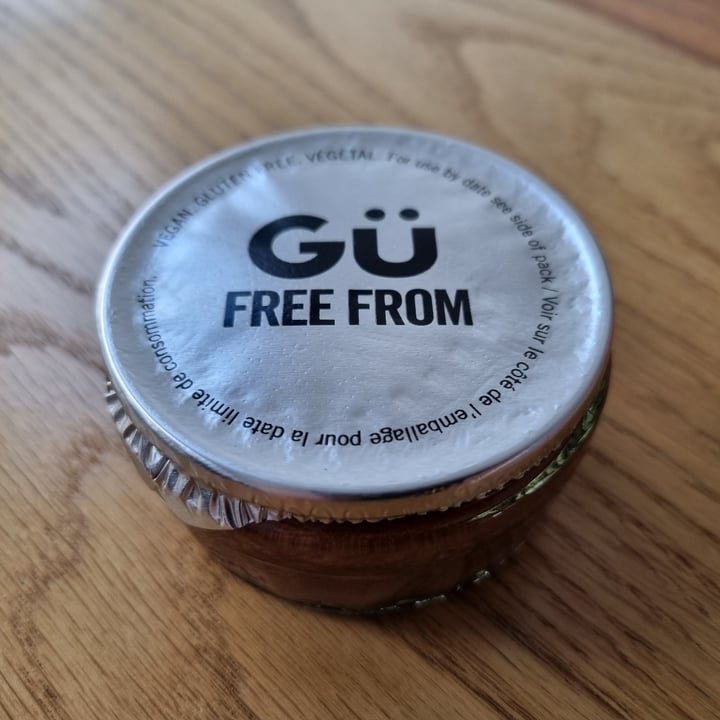 GÜ
FREE FROM
VEGAN. GLUTEN FREE. VÉGÉTAL. For use by date see side of pack / Voir sur le côté de l'emballage pour la date limite de consommation.